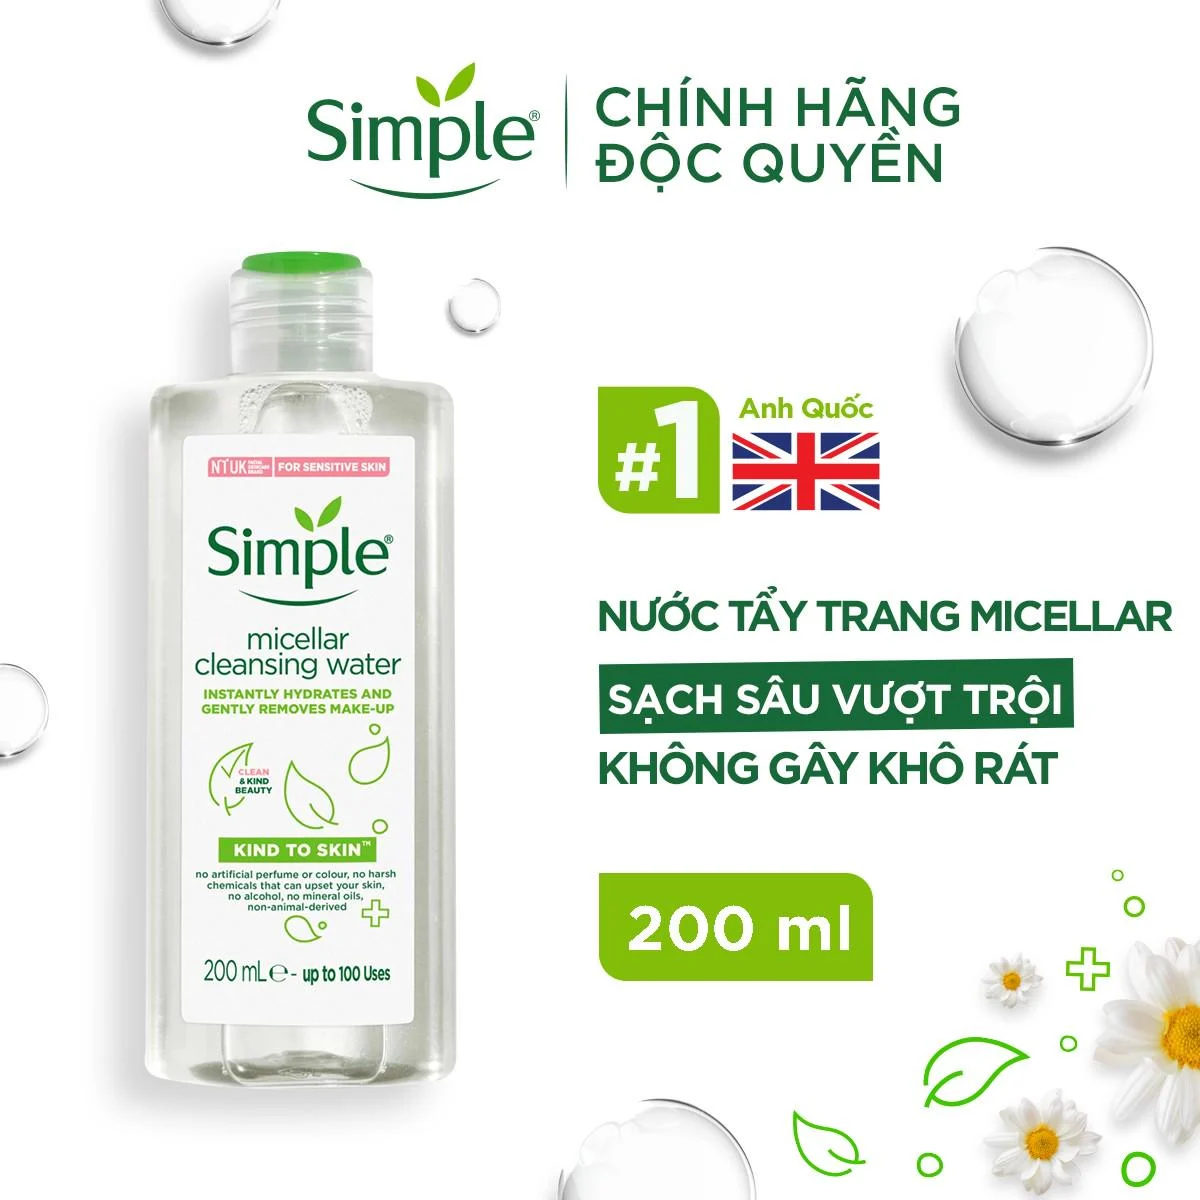 Simple®
CHÍNH HÃNG
ĐỘC QUYỀN
N°1 UK FACIAL SKINCARE BRAND
FOR SENSITIVE SKIN
Simple®
micellar
cleansing water
INSTANTLY HYDRATES AND
GENTLY REMOVES MAKE-UP
CLEAN
& KIND
BEAUTY
KIND TO SKIN™
no artificial perfume or colour, no harsh
chemicals that can upset your skin,
no alcohol, no mineral oils,
non-animal-derived
200 mL e - up to 100 Uses
#1
Anh Quốc
NƯỚC TẨY TRANG MICELLAR
SẠCH SÂU VƯỢT TRỘI
KHÔNG GÂY KHÔ RÁT
200 ml